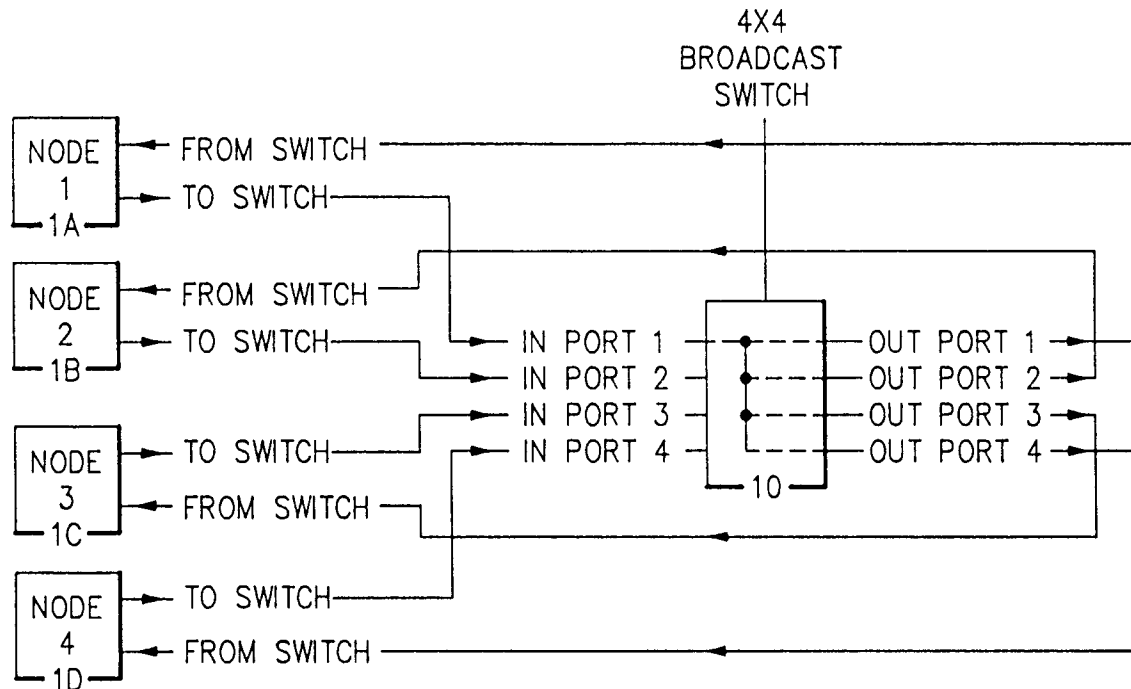 4X4
BROADCAST
SWITCH
NODE
1
1A
FROM SWITCH
TO SWITCH
NODE
2
1B
FROM SWITCH
TO SWITCH
IN PORT 1
OUT PORT 1
IN PORT 2
OUT PORT 2
IN PORT 3
OUT PORT 3
IN PORT 4
OUT PORT 4
10
NODE
3
1C
TO SWITCH
FROM SWITCH
NODE
4
1D
TO SWITCH
FROM SWITCH